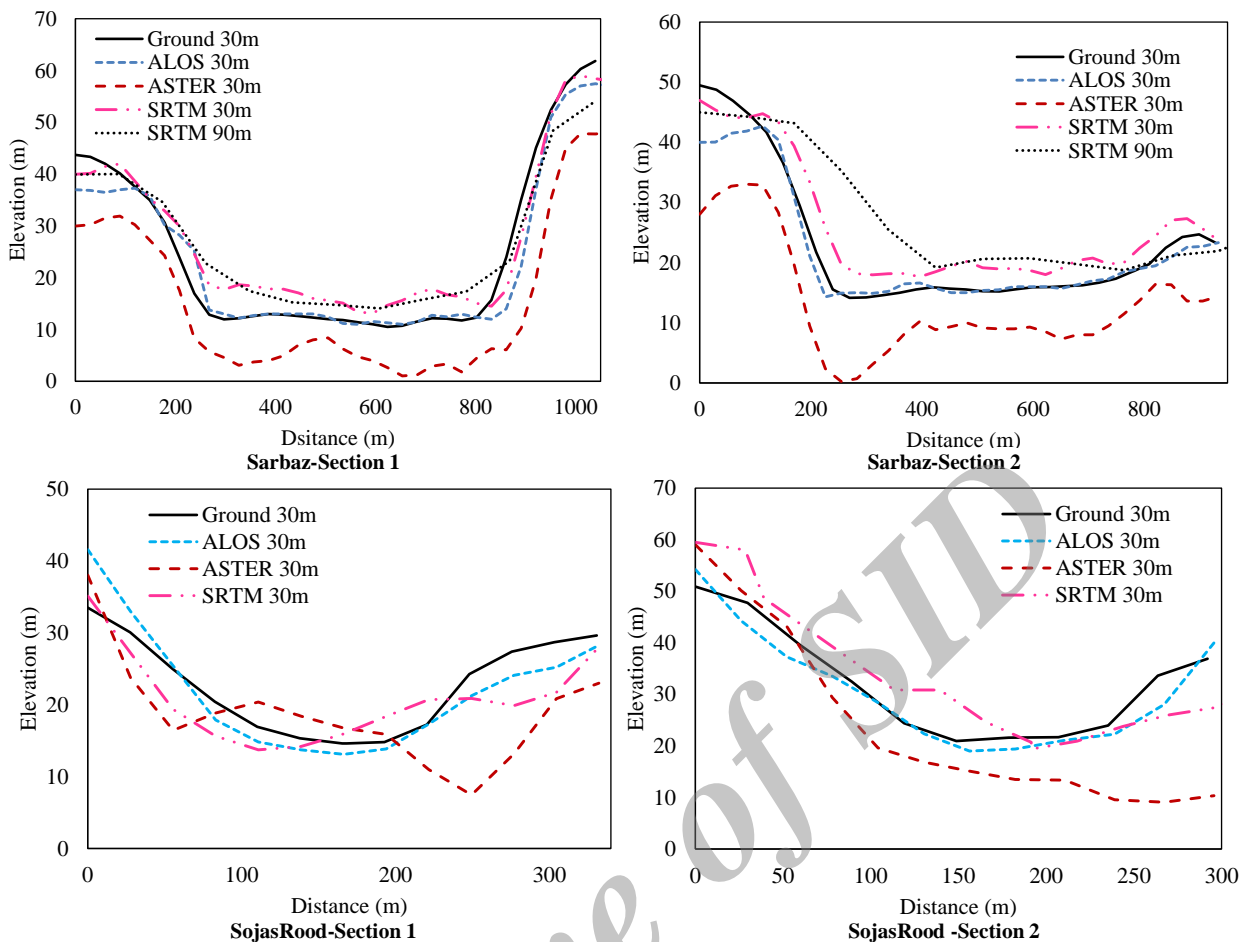 70
60
50
40
30
20
10
0
Elevation (m)
Ground 30m
ALOS 30m
ASTER 30m
SRTM 30m
SRTM 90m
0 200 400 600 800 1000
Dsitance (m)
Sarbaz-Section 1
60
50
40
30
20
10
0
Elevation (m)
Ground 30m
ALOS 30m
ASTER 30m
SRTM 30m
SRTM 90m
0 200 400 600 800
Dsitance (m)
Sarbaz-Section 2
50
40
30
20
10
0
Elevation (m)
Ground 30m
ALOS 30m
ASTER 30m
SRTM 30m
0 100 200 300
Distance (m)
SojasRood-Section 1
70
60
50
40
30
20
10
0
Elevation (m)
Ground 30m
ALOS 30m
ASTER 30m
SRTM 30m
0 50 100 150 200 250 300
Distance (m)
SojasRood -Section 2
of SID